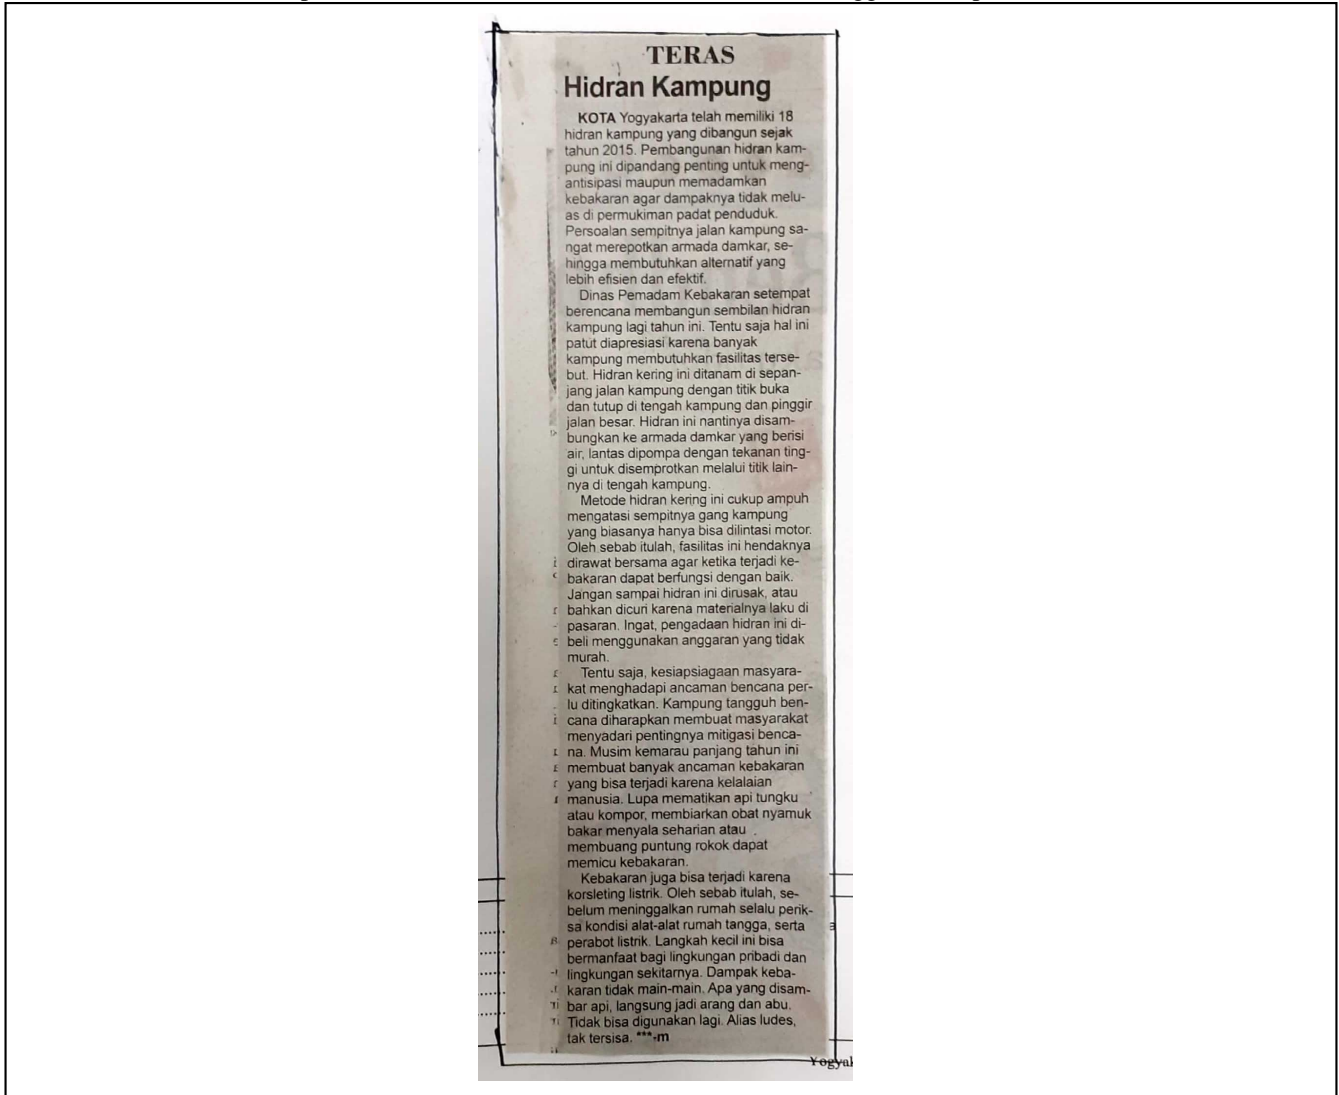 TERAS
Hidran Kampung
KOTA Yogyakarta telah memiliki 18
hidran kampung yang dibangun sejak
tahun 2015. Pembangunan hidran kam-
pung ini dipandang penting untuk meng-
antisipasi maupun memadamkan
kebakaran agar dampaknya tidak melu-
as di permukiman padat penduduk.
Persoalan sempitnya jalan kampung sa-
ngat merepotkan armada damkar, se-
hingga membutuhkan alternatif yang
lebih efisien dan efektif.
Dinas Pemadam Kebakaran setempat
berencana membangun sembilan hidran
kampung lagi tahun ini. Tentu saja hal ini
patut diapresiasi karena banyak
kampung membutuhkan fasilitas terse-
but. Hidran kering ini ditanam di sepan-
jang jalan kampung dengan titik buka
dan tutup di tengah kampung dan pinggir
jalan besar. Hidran ini nantinya disam-
bungkan ke armada damkar yang berisi
air, lantas dipompa dengan tekanan ting-
gi untuk disemprotkan melalui titik lain-
nya di tengah kampung.
Metode hidran kering ini cukup ampuh
mengatasi sempitnya gang kampung
yang biasanya hanya bisa dilintasi motor.
Oleh sebab itulah, fasilitas ini hendaknya
dirawat bersama agar ketika terjadi ke-
bakaran dapat berfungsi dengan baik.
Jangan sampai hidran ini dirusak, atau
bahkan dicuri karena materialnya laku di
pasaran. Ingat, pengadaan hidran ini di-
beli menggunakan anggaran yang tidak
murah.
Tentu saja, kesiapsiagaan masyara-
kat menghadapi ancaman bencana per-
lu ditingkatkan. Kampung tangguh ben-
cana diharapkan membuat masyarakat
menyadari pentingnya mitigasi benca-
na. Musim kemarau panjang tahun ini
membuat banyak ancaman kebakaran
yang bisa terjadi karena kelalaian
manusia. Lupa mematikan api tungku
atau kompor, membiarkan obat nyamuk
bakar menyala seharian atau
membuang puntung rokok dapat
memicu kebakaran.
Kebakaran juga bisa terjadi karena
korsleting listrik. Oleh sebab itulah, se-
belum meninggalkan rumah selalu perik-
sa kondisi alat-alat rumah tangga, serta
perabot listrik. Langkah kecil ini bisa
bermanfaat bagi lingkungan pribadi dan
lingkungan sekitarnya. Dampak keba-
karan tidak main-main. Apa yang disam-
bar api, langsung jadi arang dan abu.
Tidak bisa digunakan lagi. Alias ludes,
tak tersisa. ***-m